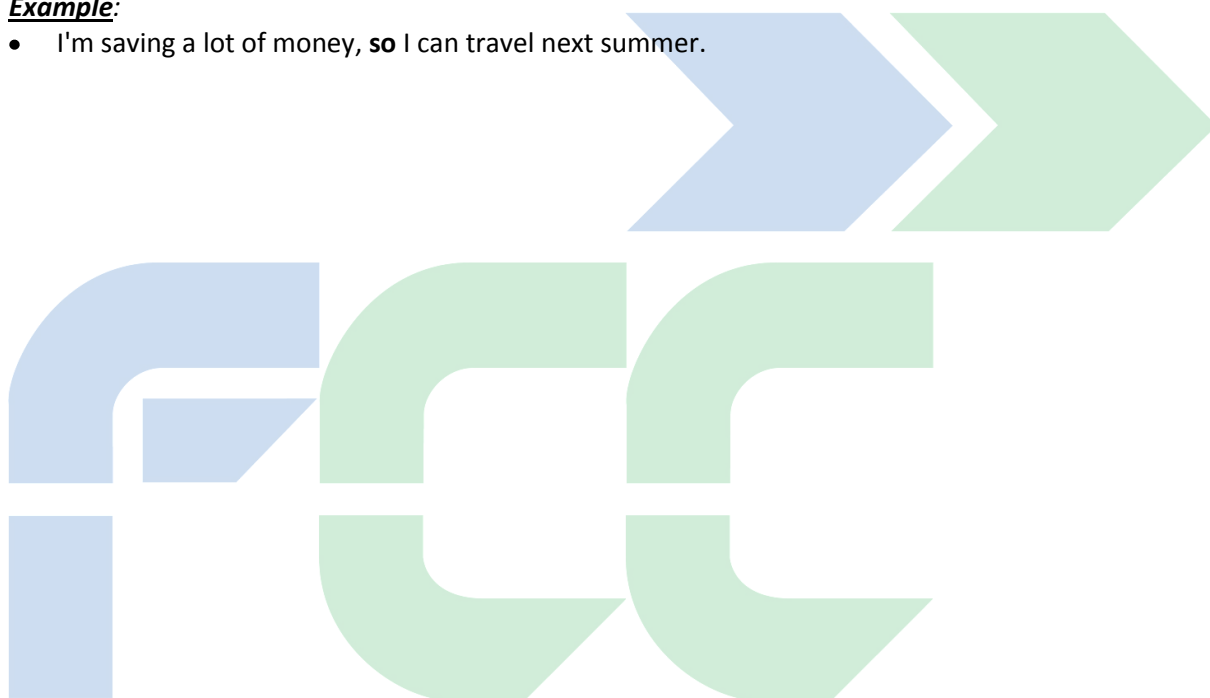 Example:
• I'm saving a lot of money, so I can travel next summer.
FCC